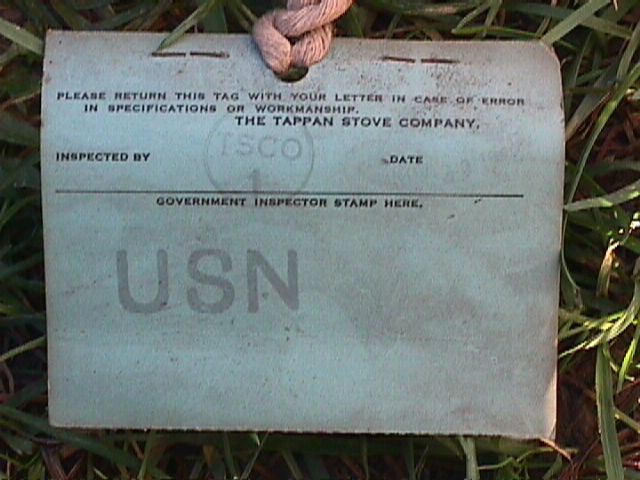 PLEASE RETURN THIS TAG WITH YOUR LETTER IN CASE OF ERROR
IN SPECIFICATIONS OR WORKMANSHIP.
THE TAPPAN STOVE COMPANY.
TSCO
1
INSPECTED BY DATE
GOVERNMENT INSPECTOR STAMP HERE.
USN